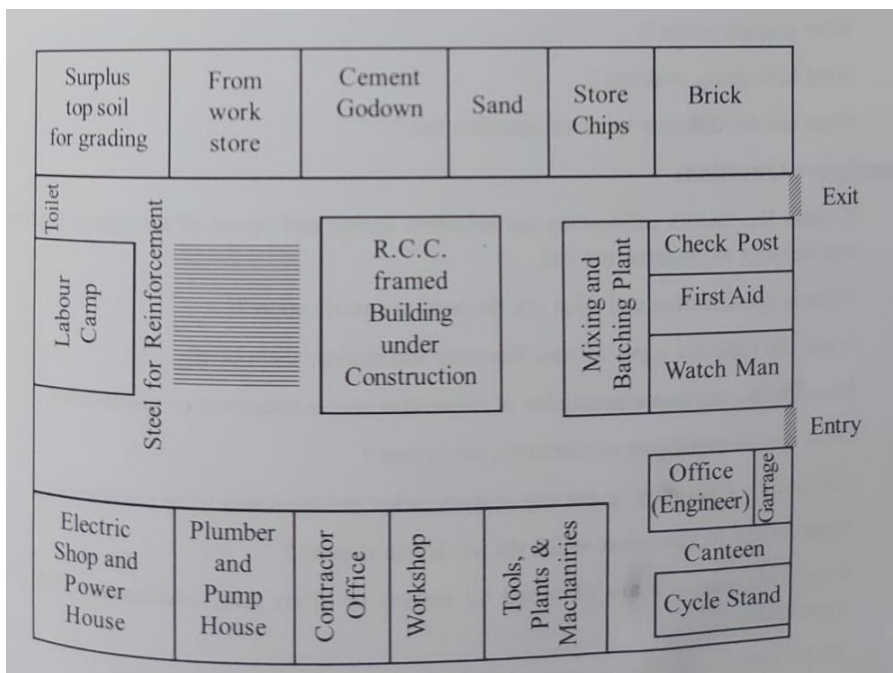 Surplus
top soil
for grading
From
work
store
Cement
Godown
Sand
Store
Chips
Brick
Exit
Toilet
Labour
Camp
Steel for Reinforcement
R.C.C.
framed
Building
under
Construction
Mixing and
Batching Plant
Check Post
First Aid
Watch Man
Entry
Office
(Engineer)
Garrage
Canteen
Cycle Stand
Electric
Shop and
Power
House
Plumber
and
Pump
House
Contractor
Office
Workshop
Tools,
Plants &
Machaniries